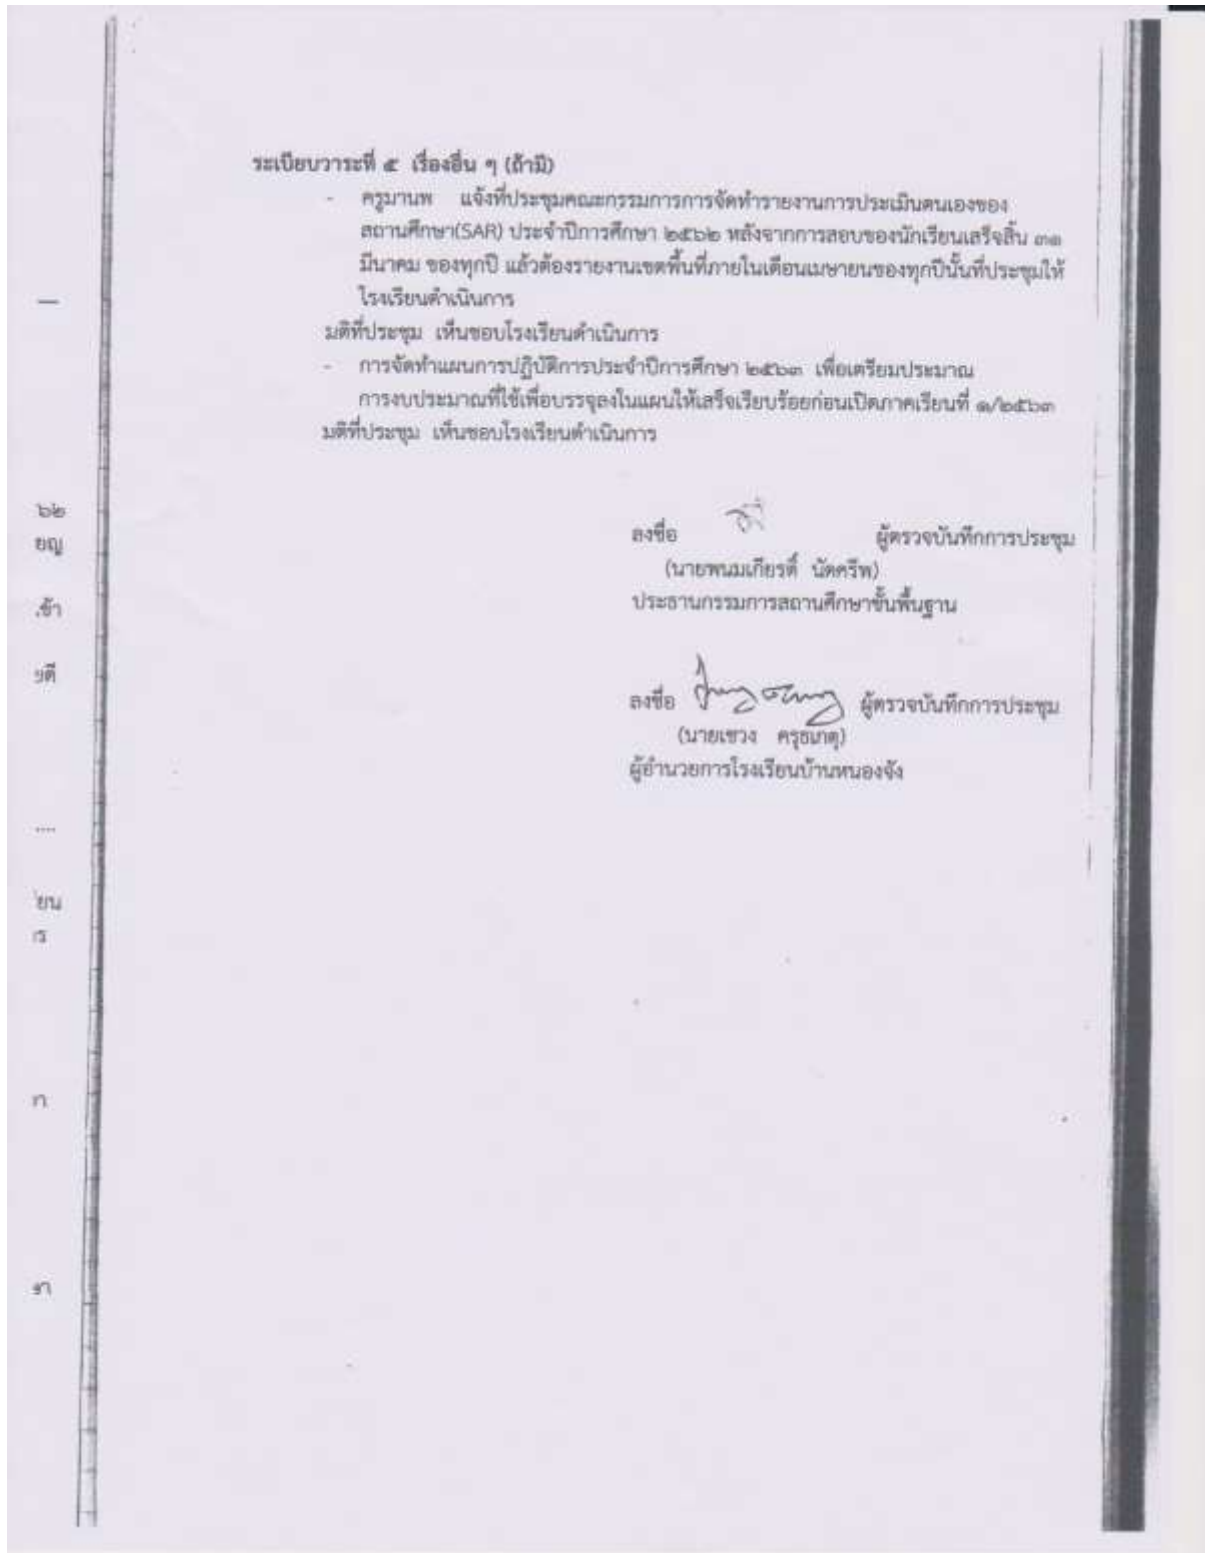 ระเบียบวาระที่ ๕ เรื่องอื่น ๆ (ถ้ามี)
- ครูมานพ แจ้งที่ประชุมคณะกรรมการการจัดทำรายงานการประเมินตนเองของ
สถานศึกษา(SAR) ประจำปีการศึกษา ๒๕๖๒ หลังจากการสอบของนักเรียนเสร็จสิ้น ๓๑
มีนาคม ของทุกปี แล้วต้องรายงานเขตพื้นที่ภายในเดือนเมษายนของทุกปีนั้นที่ประชุมให้
โรงเรียนดำเนินการ
มติที่ประชุม เห็นชอบโรงเรียนดำเนินการ
- การจัดทำแผนการปฏิบัติการประจำปีการศึกษา ๒๕๖๓ เพื่อเตรียมประมาณ
การงบประมาณที่ใช้เพื่อบรรจุลงในแผนให้เสร็จเรียบร้อยก่อนเปิดภาคเรียนที่ ๑/๒๕๖๓
มติที่ประชุม เห็นชอบโรงเรียนดำเนินการ
๖๒
ยญ
ลงชื่อ ผู้ตรวจบันทึกการประชุม
(นายพนมเกียรติ์ นัดครีพ)
ประธานกรรมการสถานศึกษาขั้นพื้นฐาน
ข้า
ลงชื่อ ผู้ตรวจบันทึกการประชุม
(นายเชวง ครุธเกตุ)
ผู้อำนวยการโรงเรียนบ้านหนองจัง
....
ยน